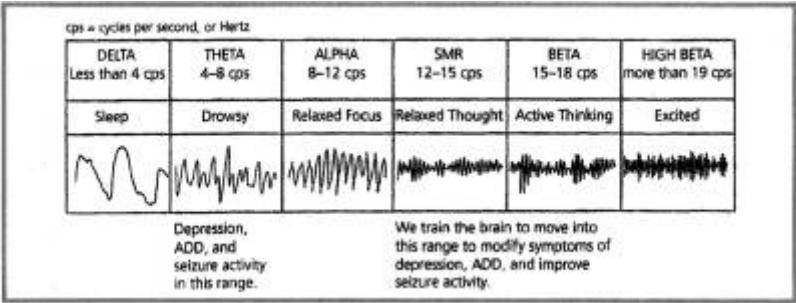 cps = cycles per second, or Hertz
DELTA THETA ALPHA SMR BETA HIGH BETA
Less than 4 cps 4–8 cps 8–12 cps 12–15 cps 15–18 cps more than 19 cps
Sleep Drowsy Relaxed Focus Relaxed Thought Active Thinking Excited
Depression,
ADD, and
seizure activity
in this range.
We train the brain to move into
this range to modify symptoms of
depression, ADD, and improve
seizure activity.